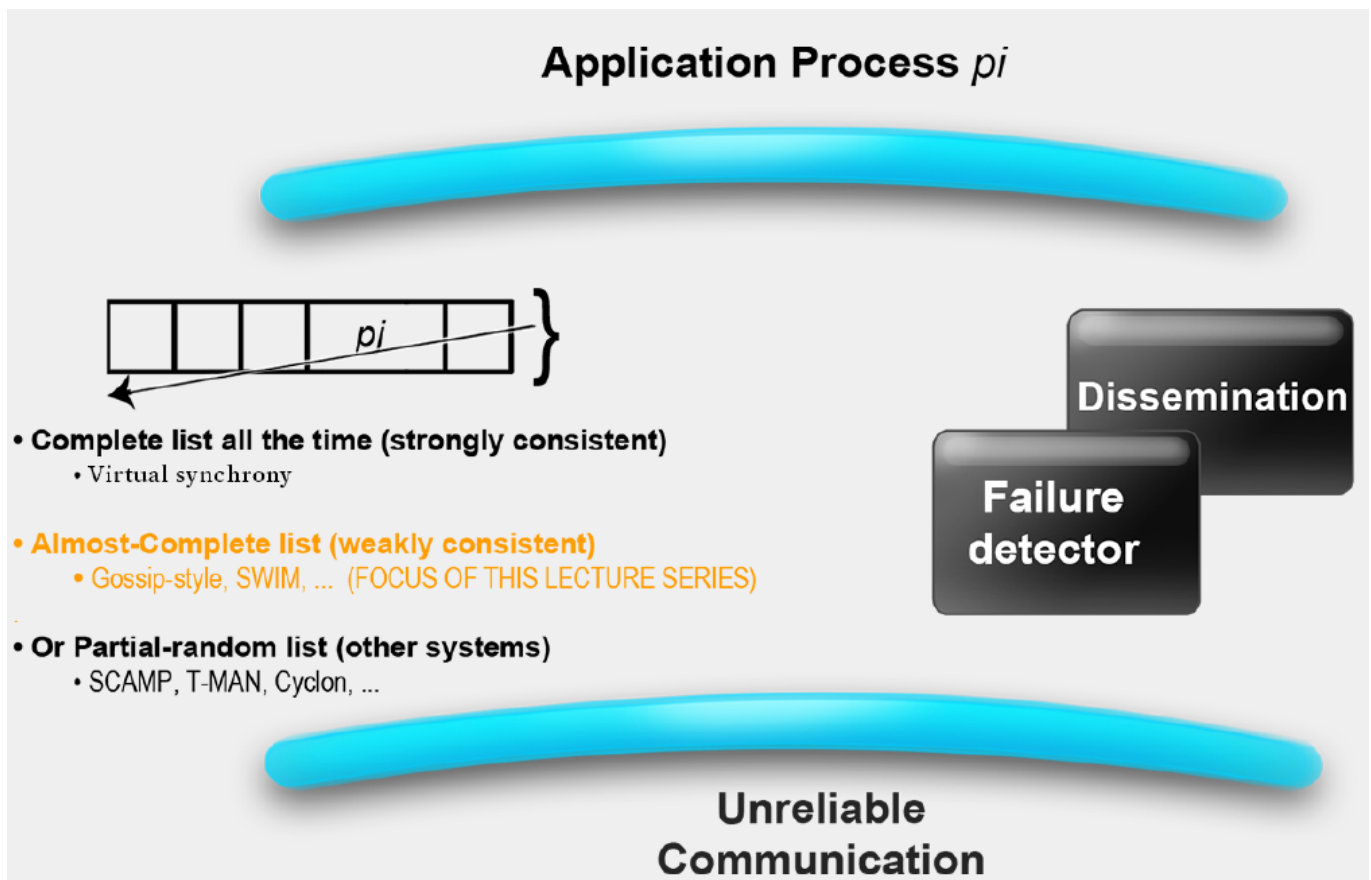 Application Process pi
pi
}
• Complete list all the time (strongly consistent)
• Virtual synchrony
• Almost-Complete list (weakly consistent)
• Gossip-style, SWIM, ... (FOCUS OF THIS LECTURE SERIES)
• Or Partial-random list (other systems)
• SCAMP, T-MAN, Cyclon, ...
Dissemination
Failure
detector
Unreliable
Communication